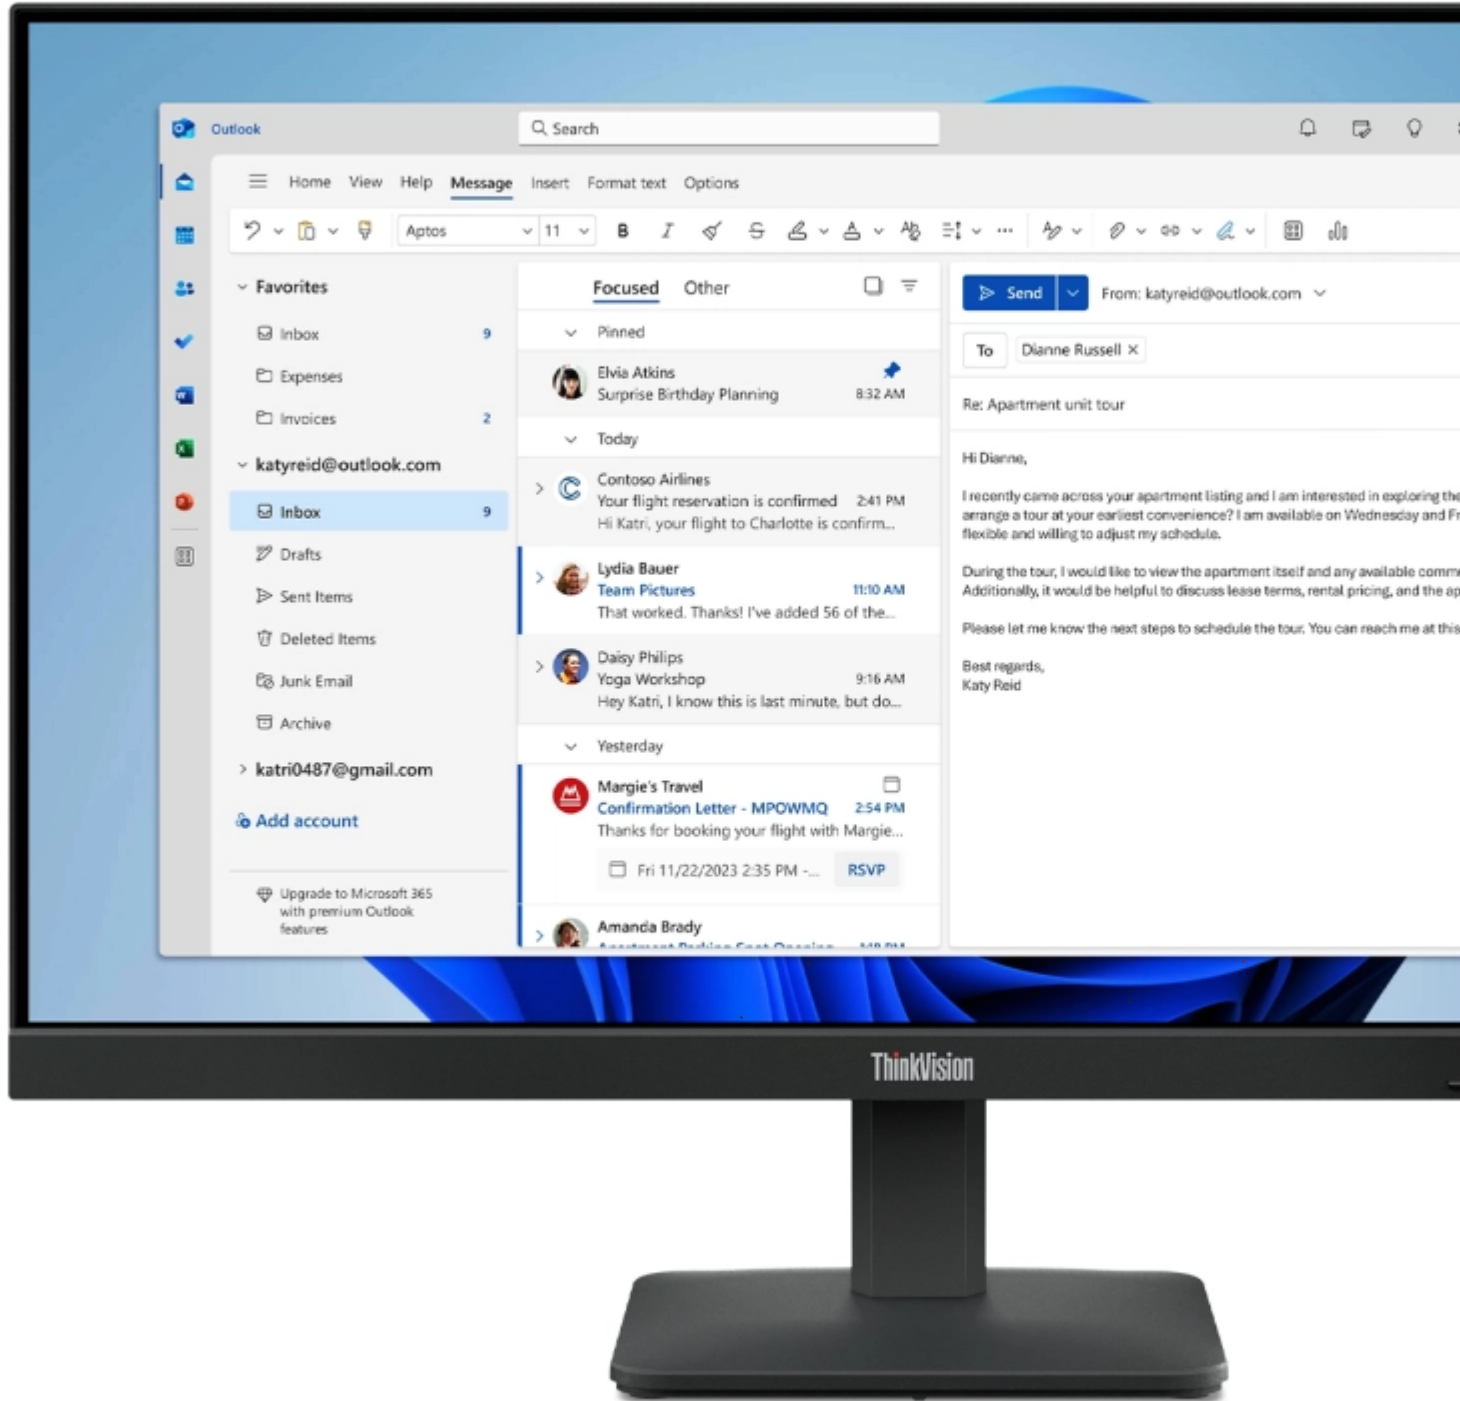 Outlook
Search
Home View Help Message Insert Format text Options
Aptos 11 B I
Favorites
Inbox 9
Expenses
Invoices 2
katyreid@outlook.com
Inbox 9
Drafts
Sent Items
Deleted Items
Junk Email
Archive
katri0487@gmail.com
Add account
Upgrade to Microsoft 365
with premium Outlook
features
Focused Other
Pinned
Elvia Atkins
Surprise Birthday Planning 8:32 AM
Today
Contoso Airlines
Your flight reservation is confirmed 2:41 PM
Hi Katri, your flight to Charlotte is confirm...
Lydia Bauer
Team Pictures 11:10 AM
That worked. Thanks! I've added 56 of the...
Daisy Philips
Yoga Workshop 9:16 AM
Hey Katri, I know this is last minute, but do...
Yesterday
Margie's Travel
Confirmation Letter - MPOWMQ 2:54 PM
Thanks for booking your flight with Margie...
Fri 11/22/2023 2:35 PM -... RSVP
Amanda Brady
Apartment Parking Spot Opening
Send From: katyreid@outlook.com
To Dianne Russell
Re: Apartment unit tour
Hi Dianne,
I recently came across your apartment listing and I am interested in exploring the
arrange a tour at your earliest convenience? I am available on Wednesday and Fr
flexible and willing to adjust my schedule.
During the tour, I would like to view the apartment itself and any available comm
Additionally, it would be helpful to discuss lease terms, rental pricing, and the ap
Please let me know the next steps to schedule the tour. You can reach me at this
Best regards,
Katy Reid
ThinkVision